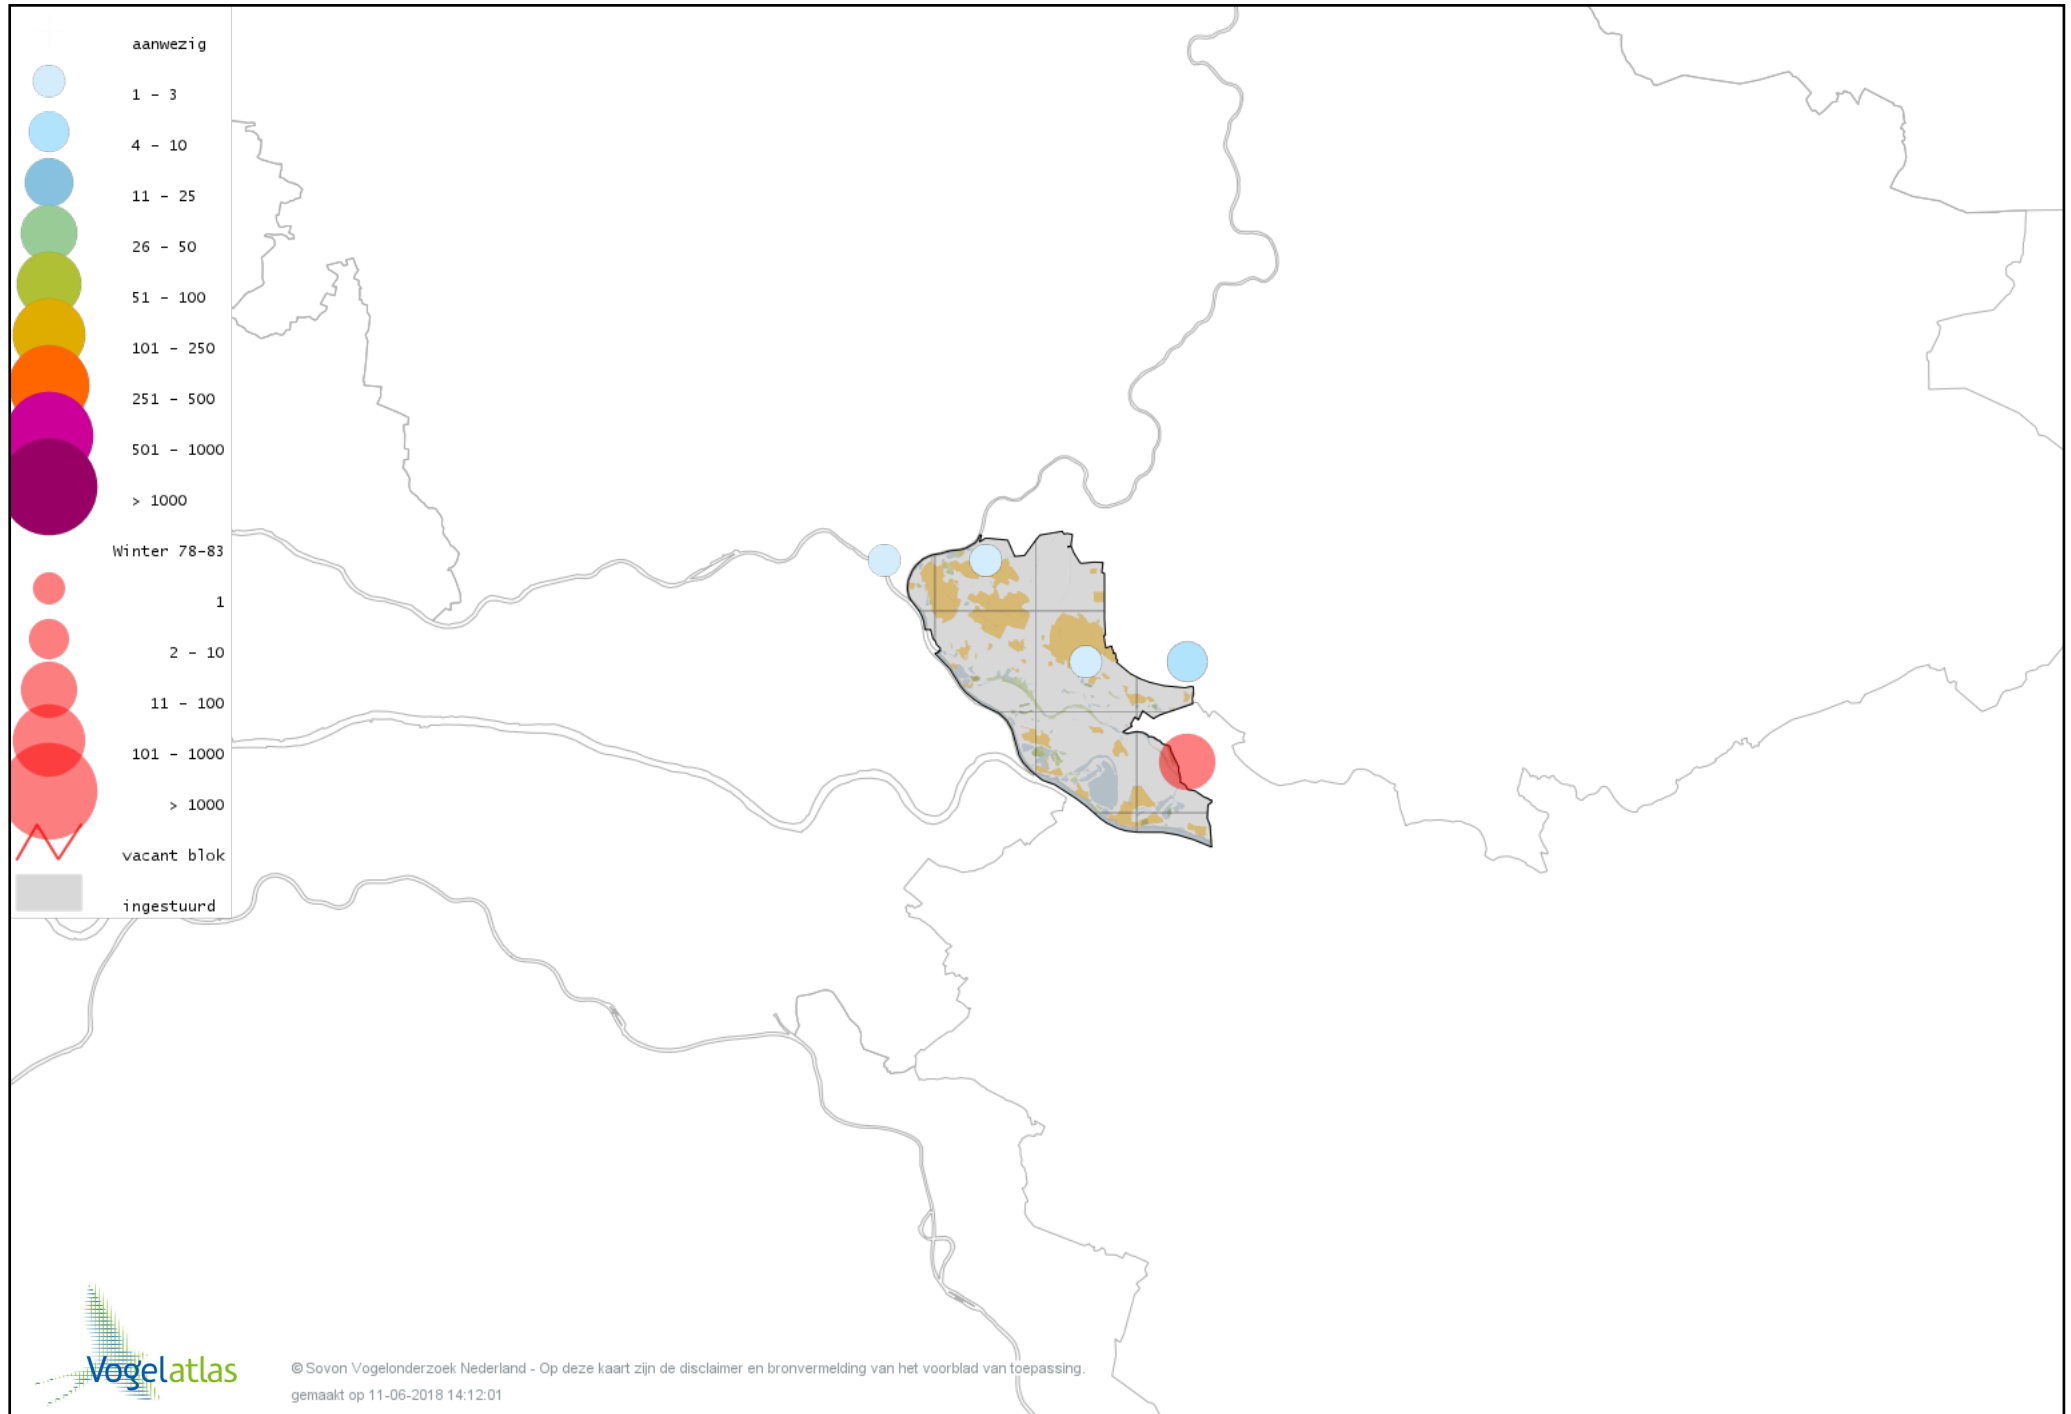 aanwezig
1 - 3
4 - 10
11 - 25
26 - 50
51 - 100
101 - 250
251 - 500
501 - 1000
> 1000
Winter 78-83
1
2 - 10
11 - 100
101 - 1000
> 1000
vacant blok
ingestuurd
Vogelatlas
© Sovon Vogelonderzoek Nederland - Op deze kaart zijn de disclaimer en bronvermelding van het voorblad van toepassing.
gemaakt op 11-06-2018 14:12:01